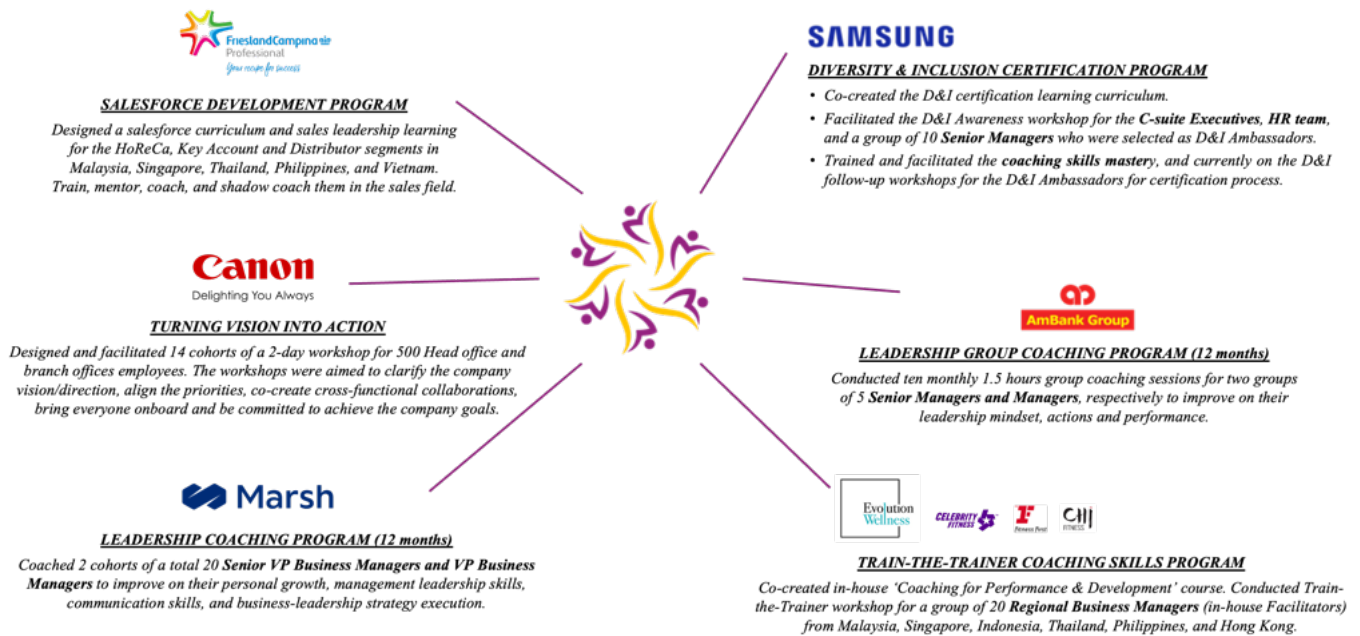 FrieslandCampina
Professional
Your recipe for success
SALESFORCE DEVELOPMENT PROGRAM
Designed a salesforce curriculum and sales leadership learning
for the HoReCa, Key Account and Distributor segments in
Malaysia, Singapore, Thailand, Philippines, and Vietnam.
Train, mentor, coach, and shadow coach them in the sales field.
SAMSUNG
DIVERSITY & INCLUSION CERTIFICATION PROGRAM
• Co-created the D&I certification learning curriculum.
• Facilitated the D&I Awareness workshop for the C-suite Executives, HR team,
and a group of 10 Senior Managers who were selected as D&I Ambassadors.
• Trained and facilitated the coaching skills mastery, and currently on the D&I
follow-up workshops for the D&I Ambassadors for certification process.
Canon
Delighting You Always
TURNING VISION INTO ACTION
Designed and facilitated 14 cohorts of a 2-day workshop for 500 Head office and
branch offices employees. The workshops were aimed to clarify the company
vision/direction, align the priorities, co-create cross-functional collaborations,
bring everyone onboard and be committed to achieve the company goals.
AmBank Group
LEADERSHIP GROUP COACHING PROGRAM (12 months)
Conducted ten monthly 1.5 hours group coaching sessions for two groups
of 5 Senior Managers and Managers, respectively to improve on their
leadership mindset, actions and performance.
Marsh
LEADERSHIP COACHING PROGRAM (12 months)
Coached 2 cohorts of a total 20 Senior VP Business Managers and VP Business
Managers to improve on their personal growth, management leadership skills,
communication skills, and business-leadership strategy execution.
Evolution
Wellness
CELEBRITY
FITNESS
Fitness First
CHI
FITNESS
TRAIN-THE-TRAINER COACHING SKILLS PROGRAM
Co-created in-house 'Coaching for Performance & Development' course. Conducted Train-
the-Trainer workshop for a group of 20 Regional Business Managers (in-house Facilitators)
from Malaysia, Singapore, Indonesia, Thailand, Philippines, and Hong Kong.